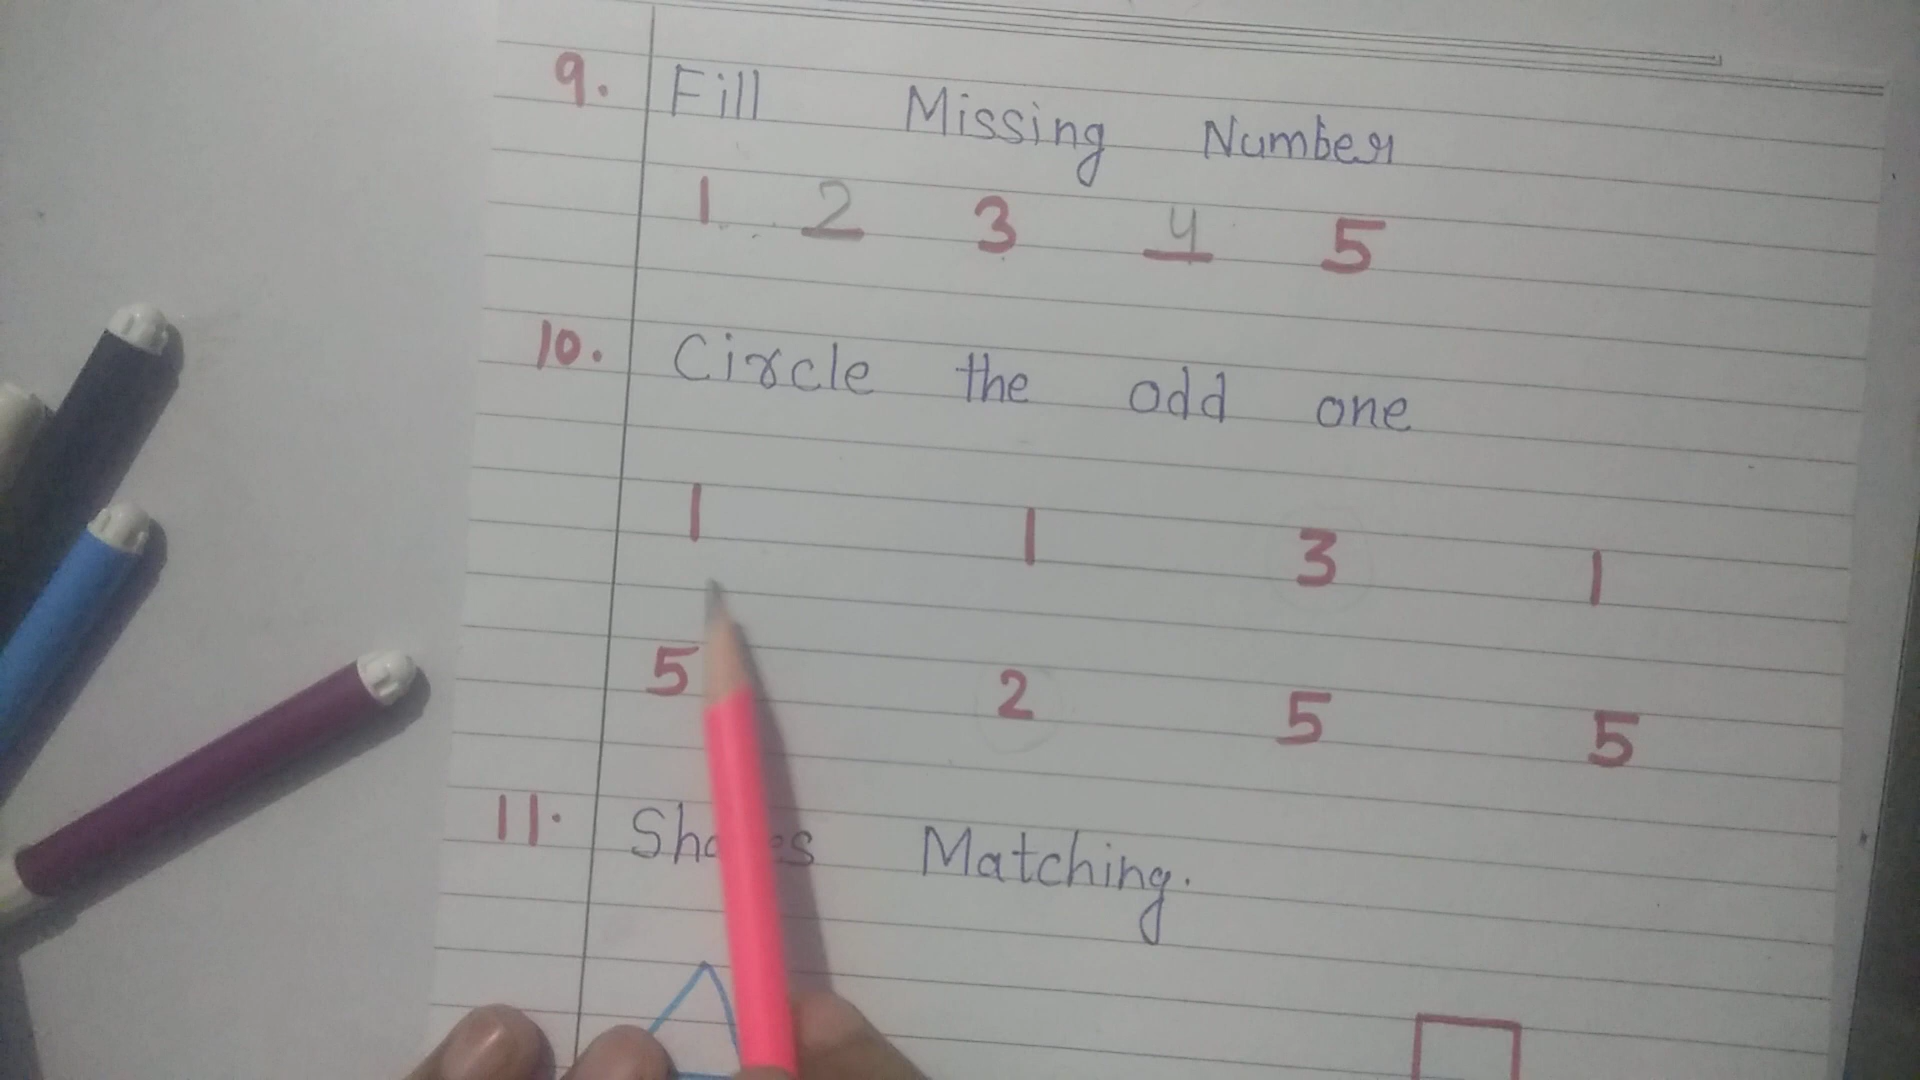 9. Fill Missing Number
1 2 3 4 5
10. Circle the odd one
1 1 3 1
5 2 5 5
11. Matching.